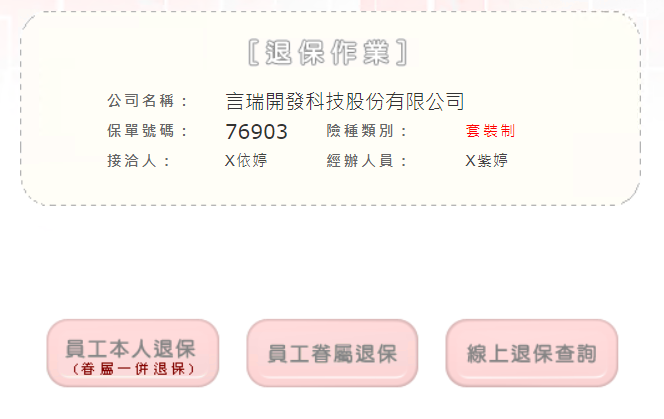 [退保作業]
公司名稱： 言瑞開發科技股份有限公司
保單號碼： 76903 險種類別： 套裝制
接洽人： X依婷 經辦人員： X紫婷
員工本人退保 員工眷屬退保 線上退保查詢
(眷屬一併退保)